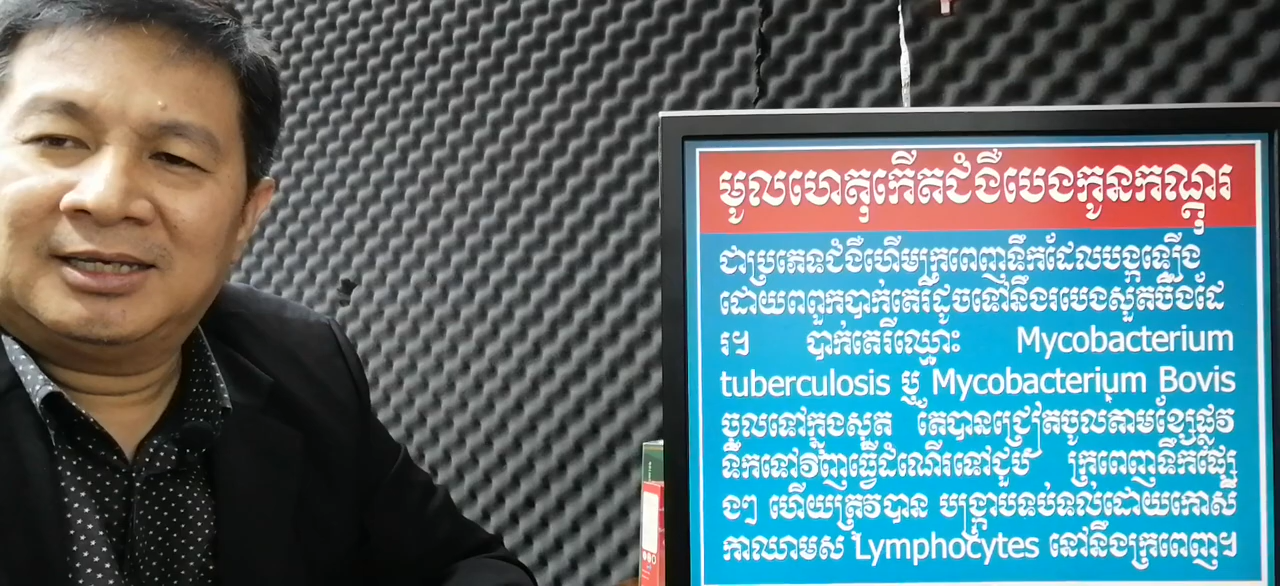 មូលហេតុកើតជំងឺរបេងកូនកណ្តុរ
ជាប្រភេទជំងឺហើមក្រពេញទឹកដែលបង្កឡើង
ដោយពពួកបាក់តេរីដូចទៅនឹងរបេងសួតចឹងដែ
រ។ បាក់តេរីឈ្មោះ Mycobacterium
tuberculosis ឬ Mycobacterium Bovis
ចូលទៅក្នុងសួត តែបានជ្រៀតចូលតាមខ្សែផ្លូវ
ទឹកទៅវិញធ្វើដំណើរទៅជួប ក្រពេញទឹកផ្សេ
ងៗ ហើយត្រូវបាន បង្ក្រាបទប់ទល់ដោយកោសិ
កាឈាមស Lymphocytes នៅនឹងក្រពេញ។